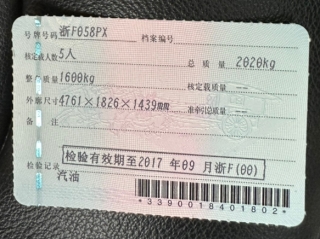 号牌号码 浙F058PX 档案编号
核定载人数 5人 总质量 2020kg
整备质量 1600kg 核定载质量 --
外廓尺寸 4761×1826×1439mm 准牵引总质量 --
备注
检验记录 检验有效期至2017 年09 月浙F(00)
汽油
*3390018401802*